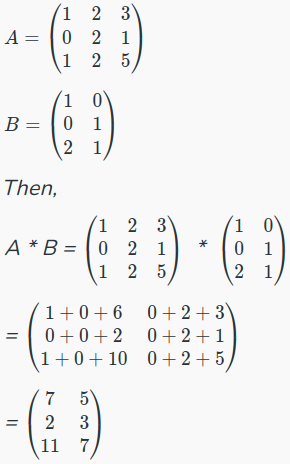 A = (1 2 3
0 2 1
1 2 5)
B = (1 0
0 1
2 1)
Then,
A * B = (1 2 3
0 2 1
1 2 5) * (1 0
0 1
2 1)
= (1 + 0 + 6 0 + 2 + 3
0 + 0 + 2 0 + 2 + 1
1 + 0 + 10 0 + 2 + 5)
= (7 5
2 3
11 7)